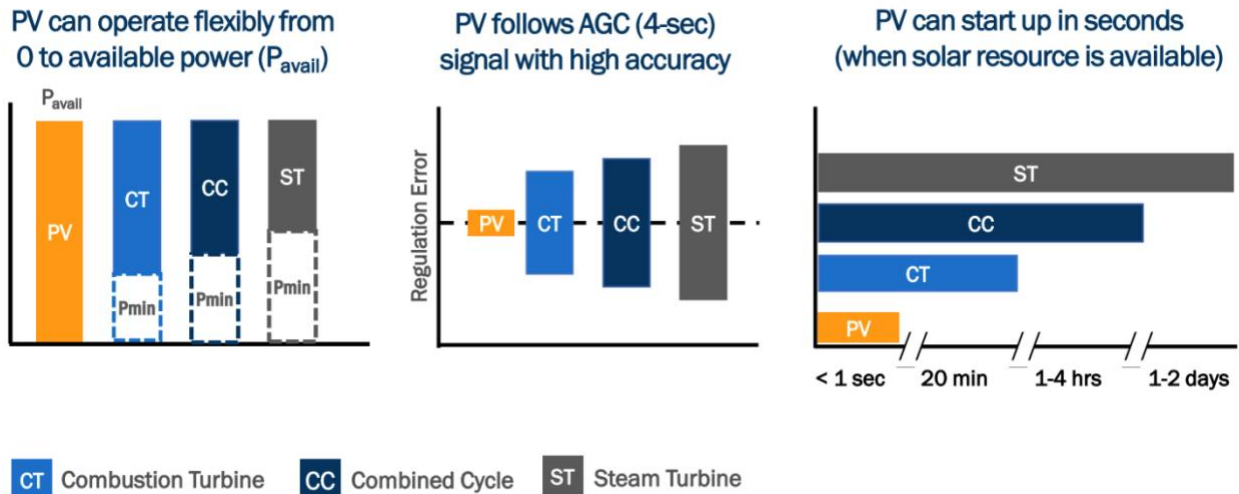 PV can operate flexibly from
0 to available power (Pavail)
PV follows AGC (4-sec)
signal with high accuracy
PV can start up in seconds
(when solar resource is available)
Pavail
PV
CT
CC
ST
Pmin
Pmin
Pmin
Regulation Error
PV
CT
CC
ST
ST
CC
CT
PV
< 1 sec
20 min
1-4 hrs
1-2 days
CT Combustion Turbine
CC Combined Cycle
ST Steam Turbine